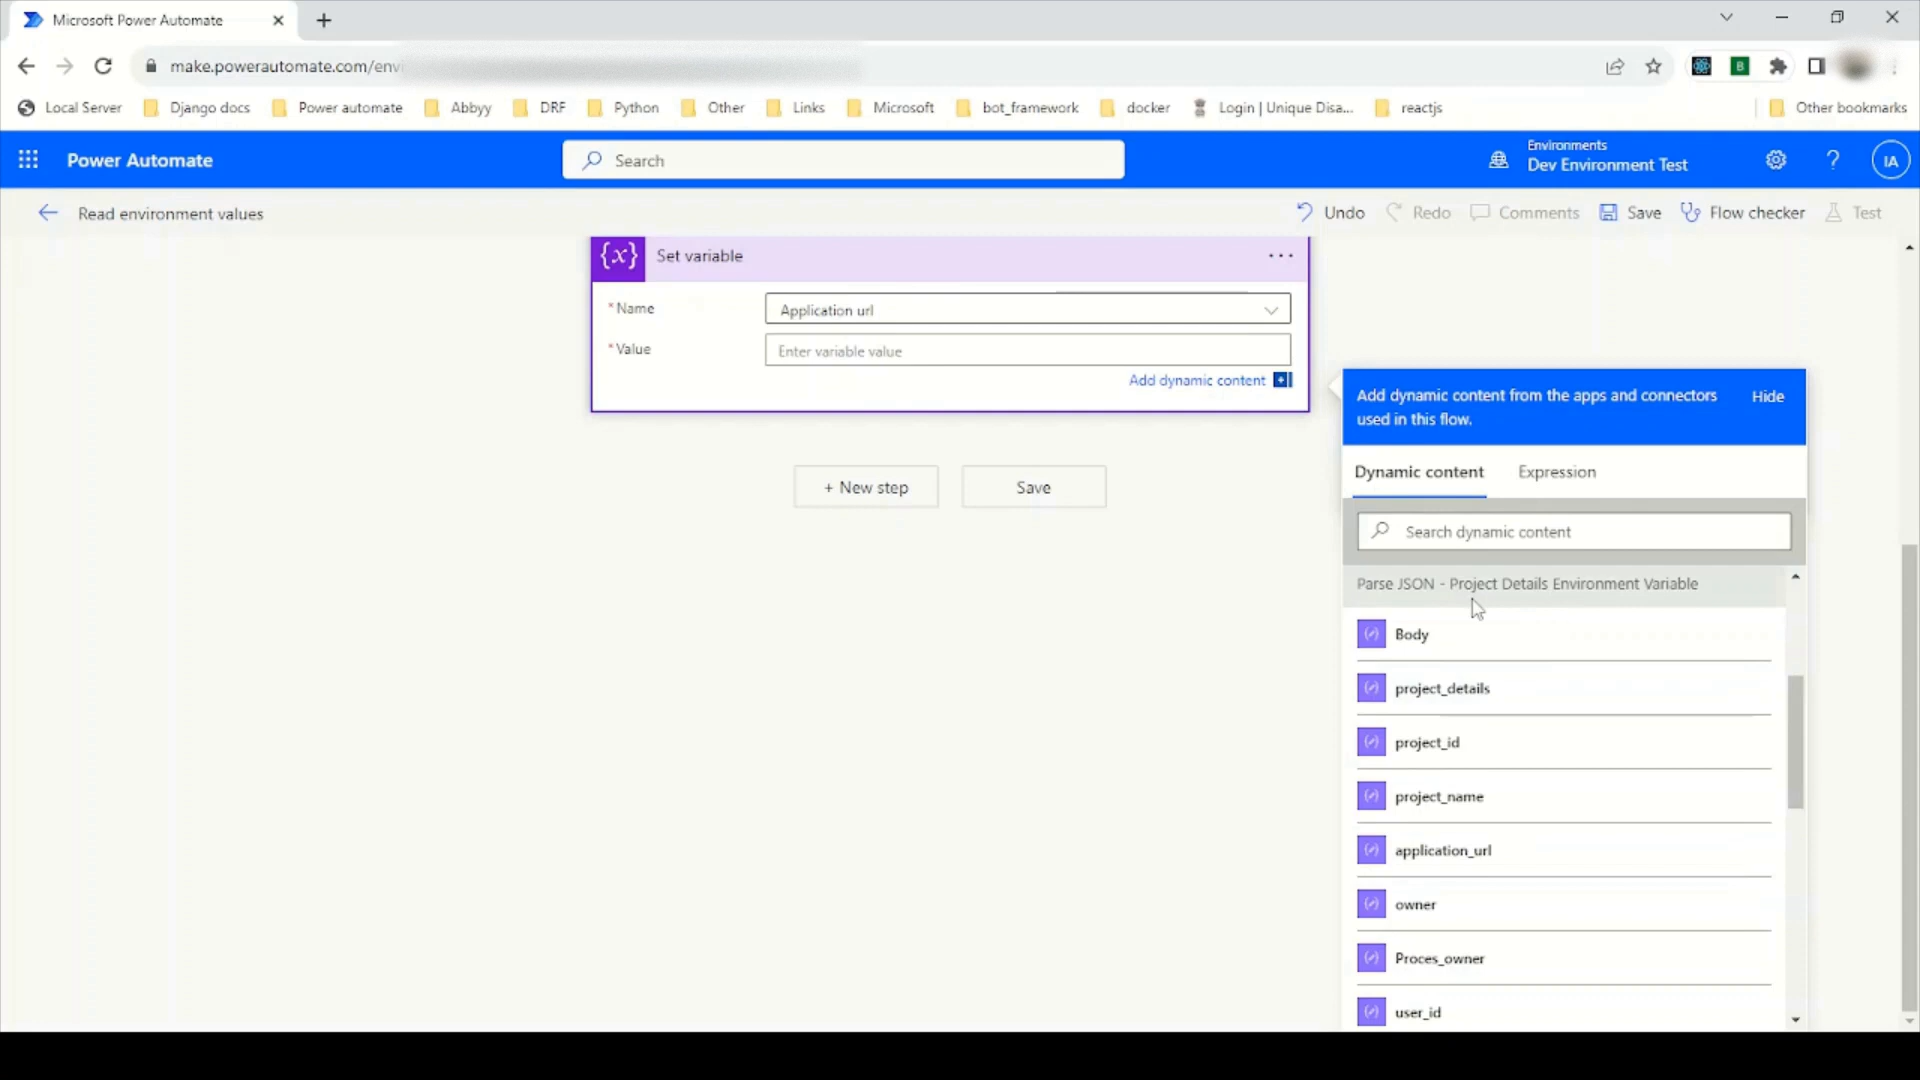 Microsoft Power Automate
make.powerautomate.com/envi
Local Server
Django docs
Power automate
Abbyy
DRF
Python
Other
Links
Microsoft
bot_framework
docker
Login | Unique Disa...
reactjs
Other bookmarks
Power Automate
Search
Environments
Dev Environment Test
?
IA
Read environment values
Undo
Redo
Comments
Save
Flow checker
Test
{x} Set variable
* Name
Application url
* Value
Enter variable value
Add dynamic content
+ New step
Save
Add dynamic content from the apps and connectors
used in this flow.
Hide
Dynamic content
Expression
Search dynamic content
Parse JSON - Project Details Environment Variable
Body
project_details
project_id
project_name
application_url
owner
Proces_owner
user_id